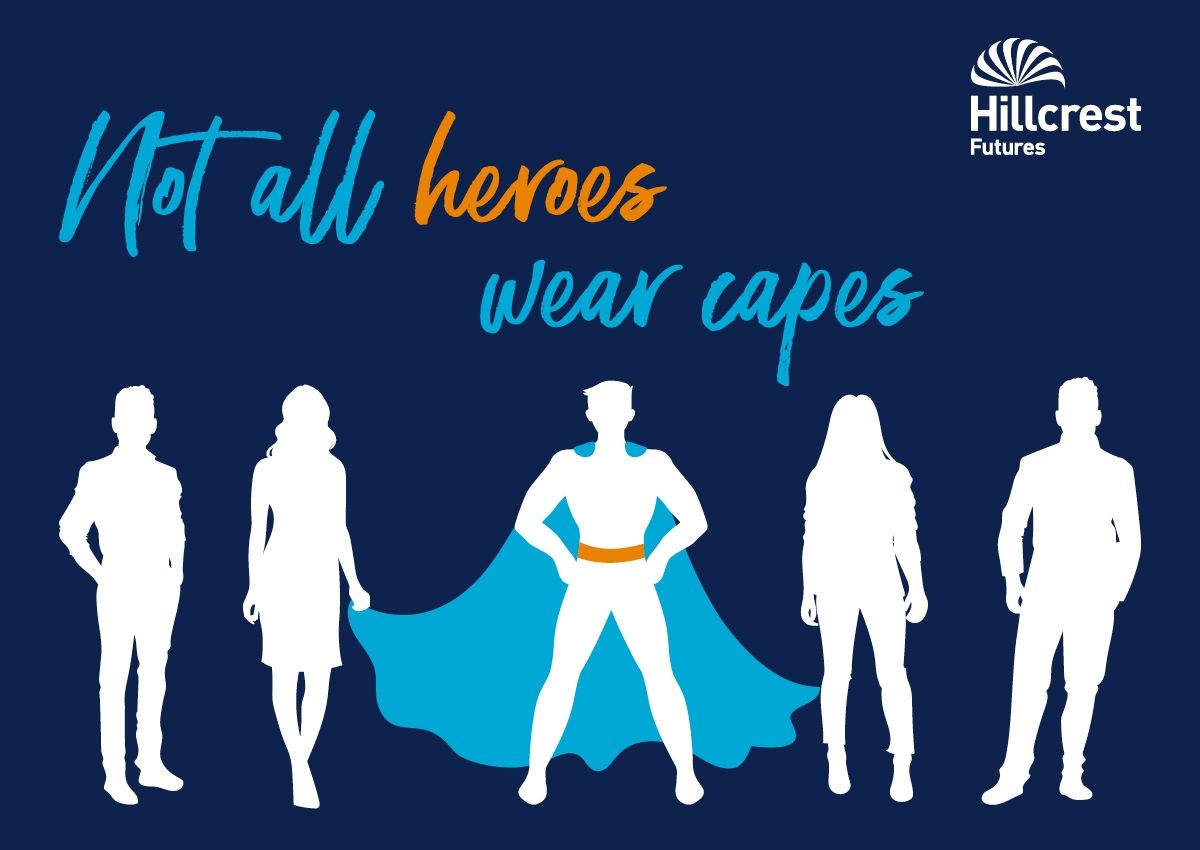 Not all heroes
wear capes
Hillcrest
Futures